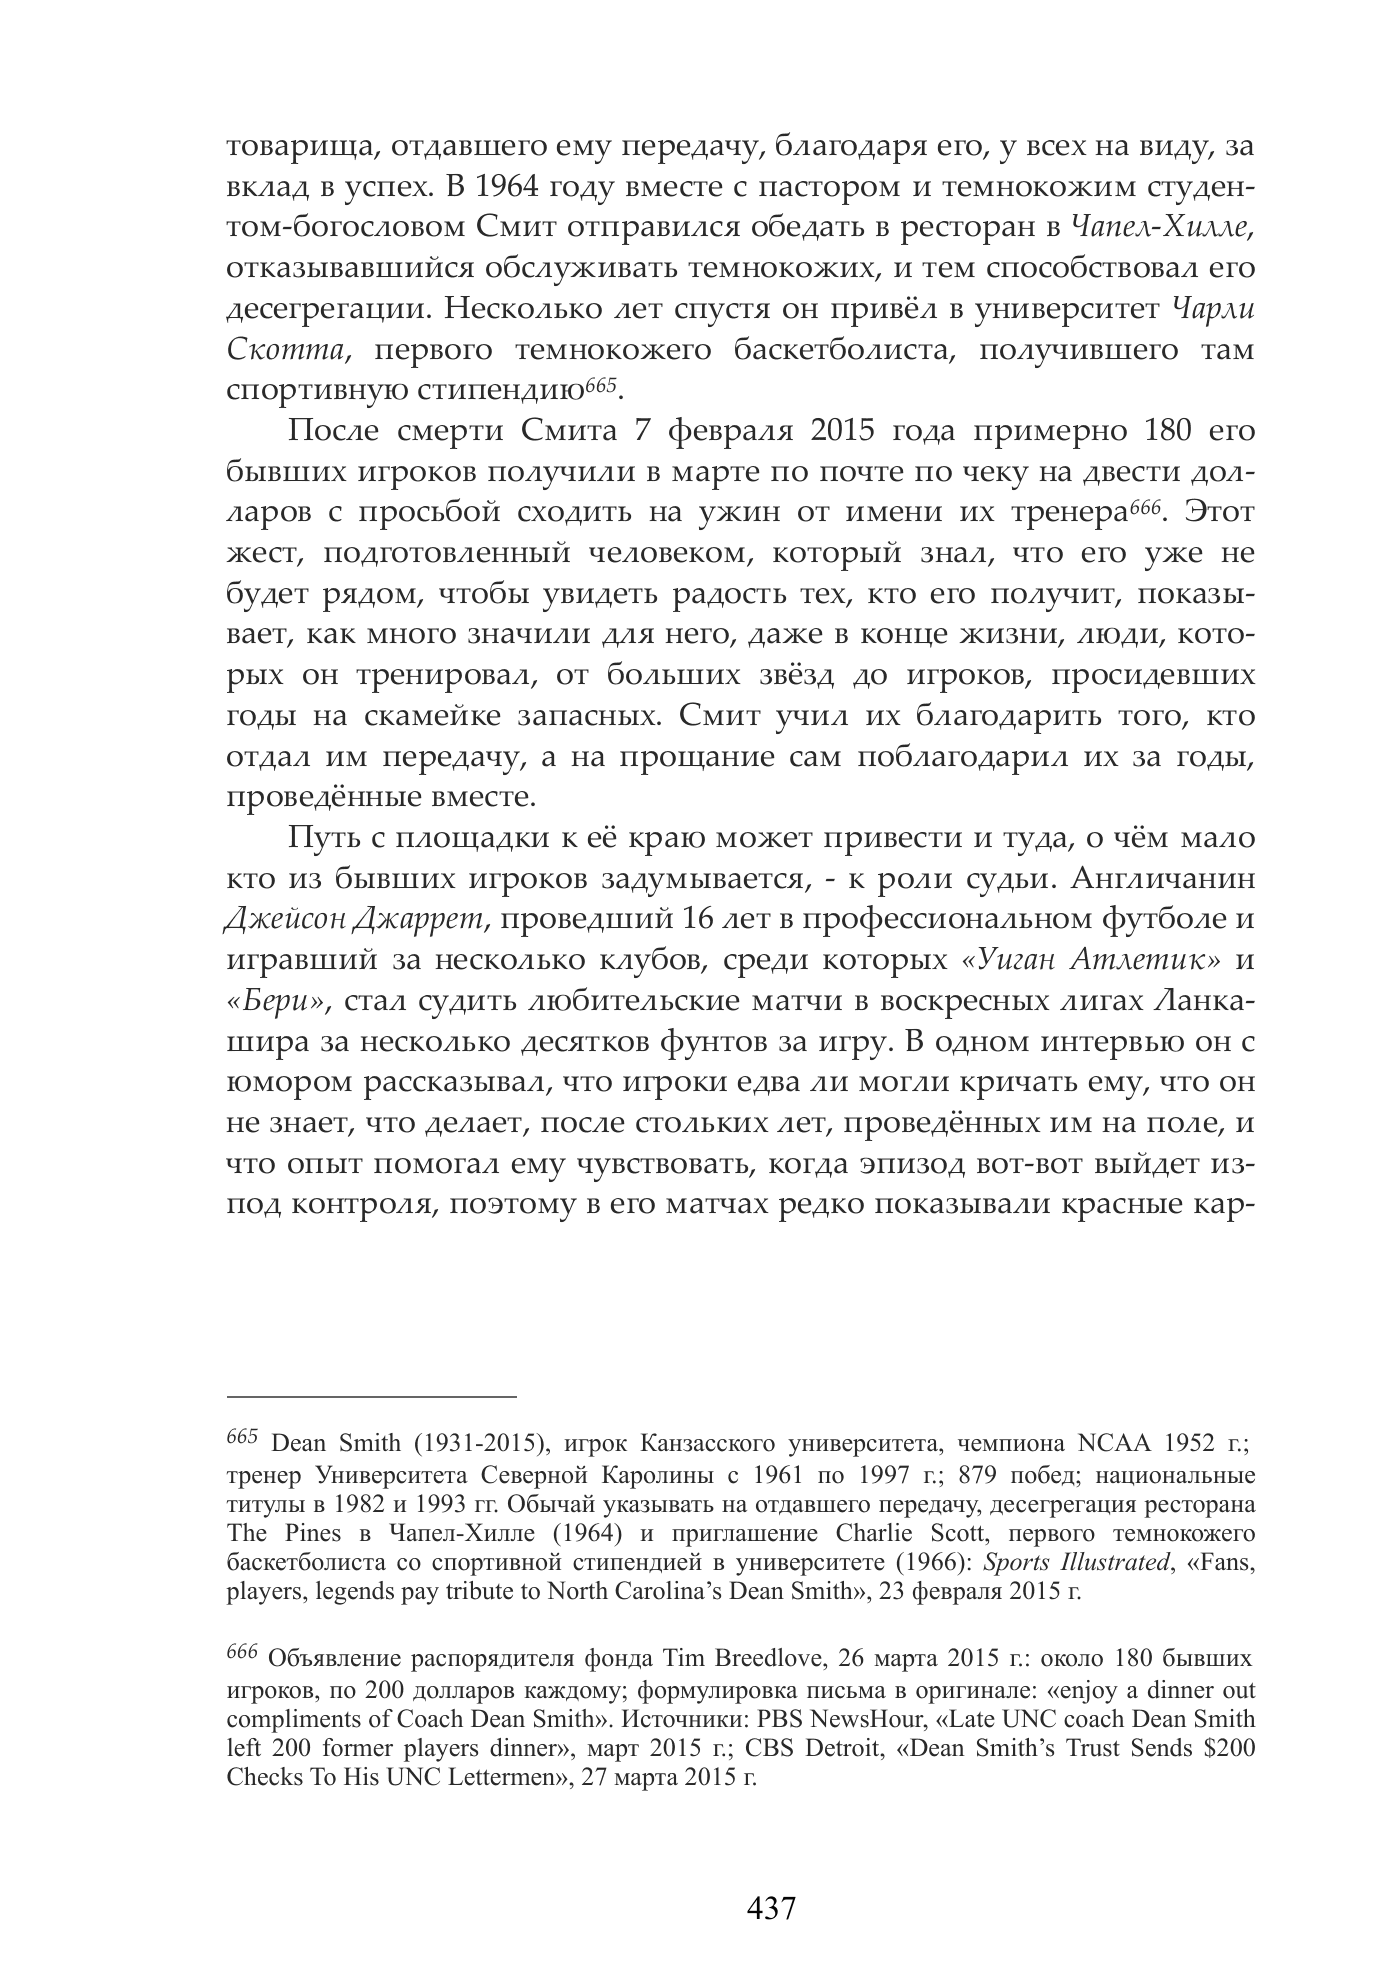 товарища, отдавшего ему передачу, благодаря его, у всех на виду, за
вклад в успех. В 1964 году вместе с пастором и темнокожим студен-
том-богословом Смит отправился обедать в ресторан в Чапел-Хилле,
отказывавшийся обслуживать темнокожих, и тем способствовал его
десегрегации. Несколько лет спустя он привёл в университет Чарли
Скотта, первого темнокожего баскетболиста, получившего там
спортивную стипендию665.
После смерти Смита 7 февраля 2015 года примерно 180 его
бывших игроков получили в марте по почте по чеку на двести дол-
ларов с просьбой сходить на ужин от имени их тренера666. Этот
жест, подготовленный человеком, который знал, что его уже не
будет рядом, чтобы увидеть радость тех, кто его получит, показы-
вает, как много значили для него, даже в конце жизни, люди, кото-
рых он тренировал, от больших звёзд до игроков, просидевших
годы на скамейке запасных. Смит учил их благодарить того, кто
отдал им передачу, а на прощание сам поблагодарил их за годы,
проведённые вместе.
Путь с площадки к её краю может привести и туда, о чём мало
кто из бывших игроков задумывается, - к роли судьи. Англичанин
Джейсон Джаррет, проведший 16 лет в профессиональном футболе и
игравший за несколько клубов, среди которых «Уиган Атлетик» и
«Бери», стал судить любительские матчи в воскресных лигах Ланка-
шира за несколько десятков фунтов за игру. В одном интервью он с
юмором рассказывал, что игроки едва ли могли кричать ему, что он
не знает, что делает, после стольких лет, проведённых им на поле, и
что опыт помогал ему чувствовать, когда эпизод вот-вот выйдет из-
под контроля, поэтому в его матчах редко показывали красные кар-
665 Dean Smith (1931-2015), игрок Канзасского университета, чемпиона NCAA 1952 г.;
тренер Университета Северной Каролины с 1961 по 1997 г.; 879 побед; национальные
титулы в 1982 и 1993 гг. Обычай указывать на отдавшего передачу, десегрегация ресторана
The Pines в Чапел-Хилле (1964) и приглашение Charlie Scott, первого темнокожего
баскетболиста со спортивной стипендией в университете (1966): Sports Illustrated, «Fans,
players, legends pay tribute to North Carolina’s Dean Smith», 23 февраля 2015 г.
666 Объявление распорядителя фонда Tim Breedlove, 26 марта 2015 г.: около 180 бывших
игроков, по 200 долларов каждому; формулировка письма в оригинале: «enjoy a dinner out
compliments of Coach Dean Smith». Источники: PBS NewsHour, «Late UNC coach Dean Smith
left 200 former players dinner», март 2015 г.; CBS Detroit, «Dean Smith’s Trust Sends $200
Checks To His UNC Lettermen», 27 марта 2015 г.
437